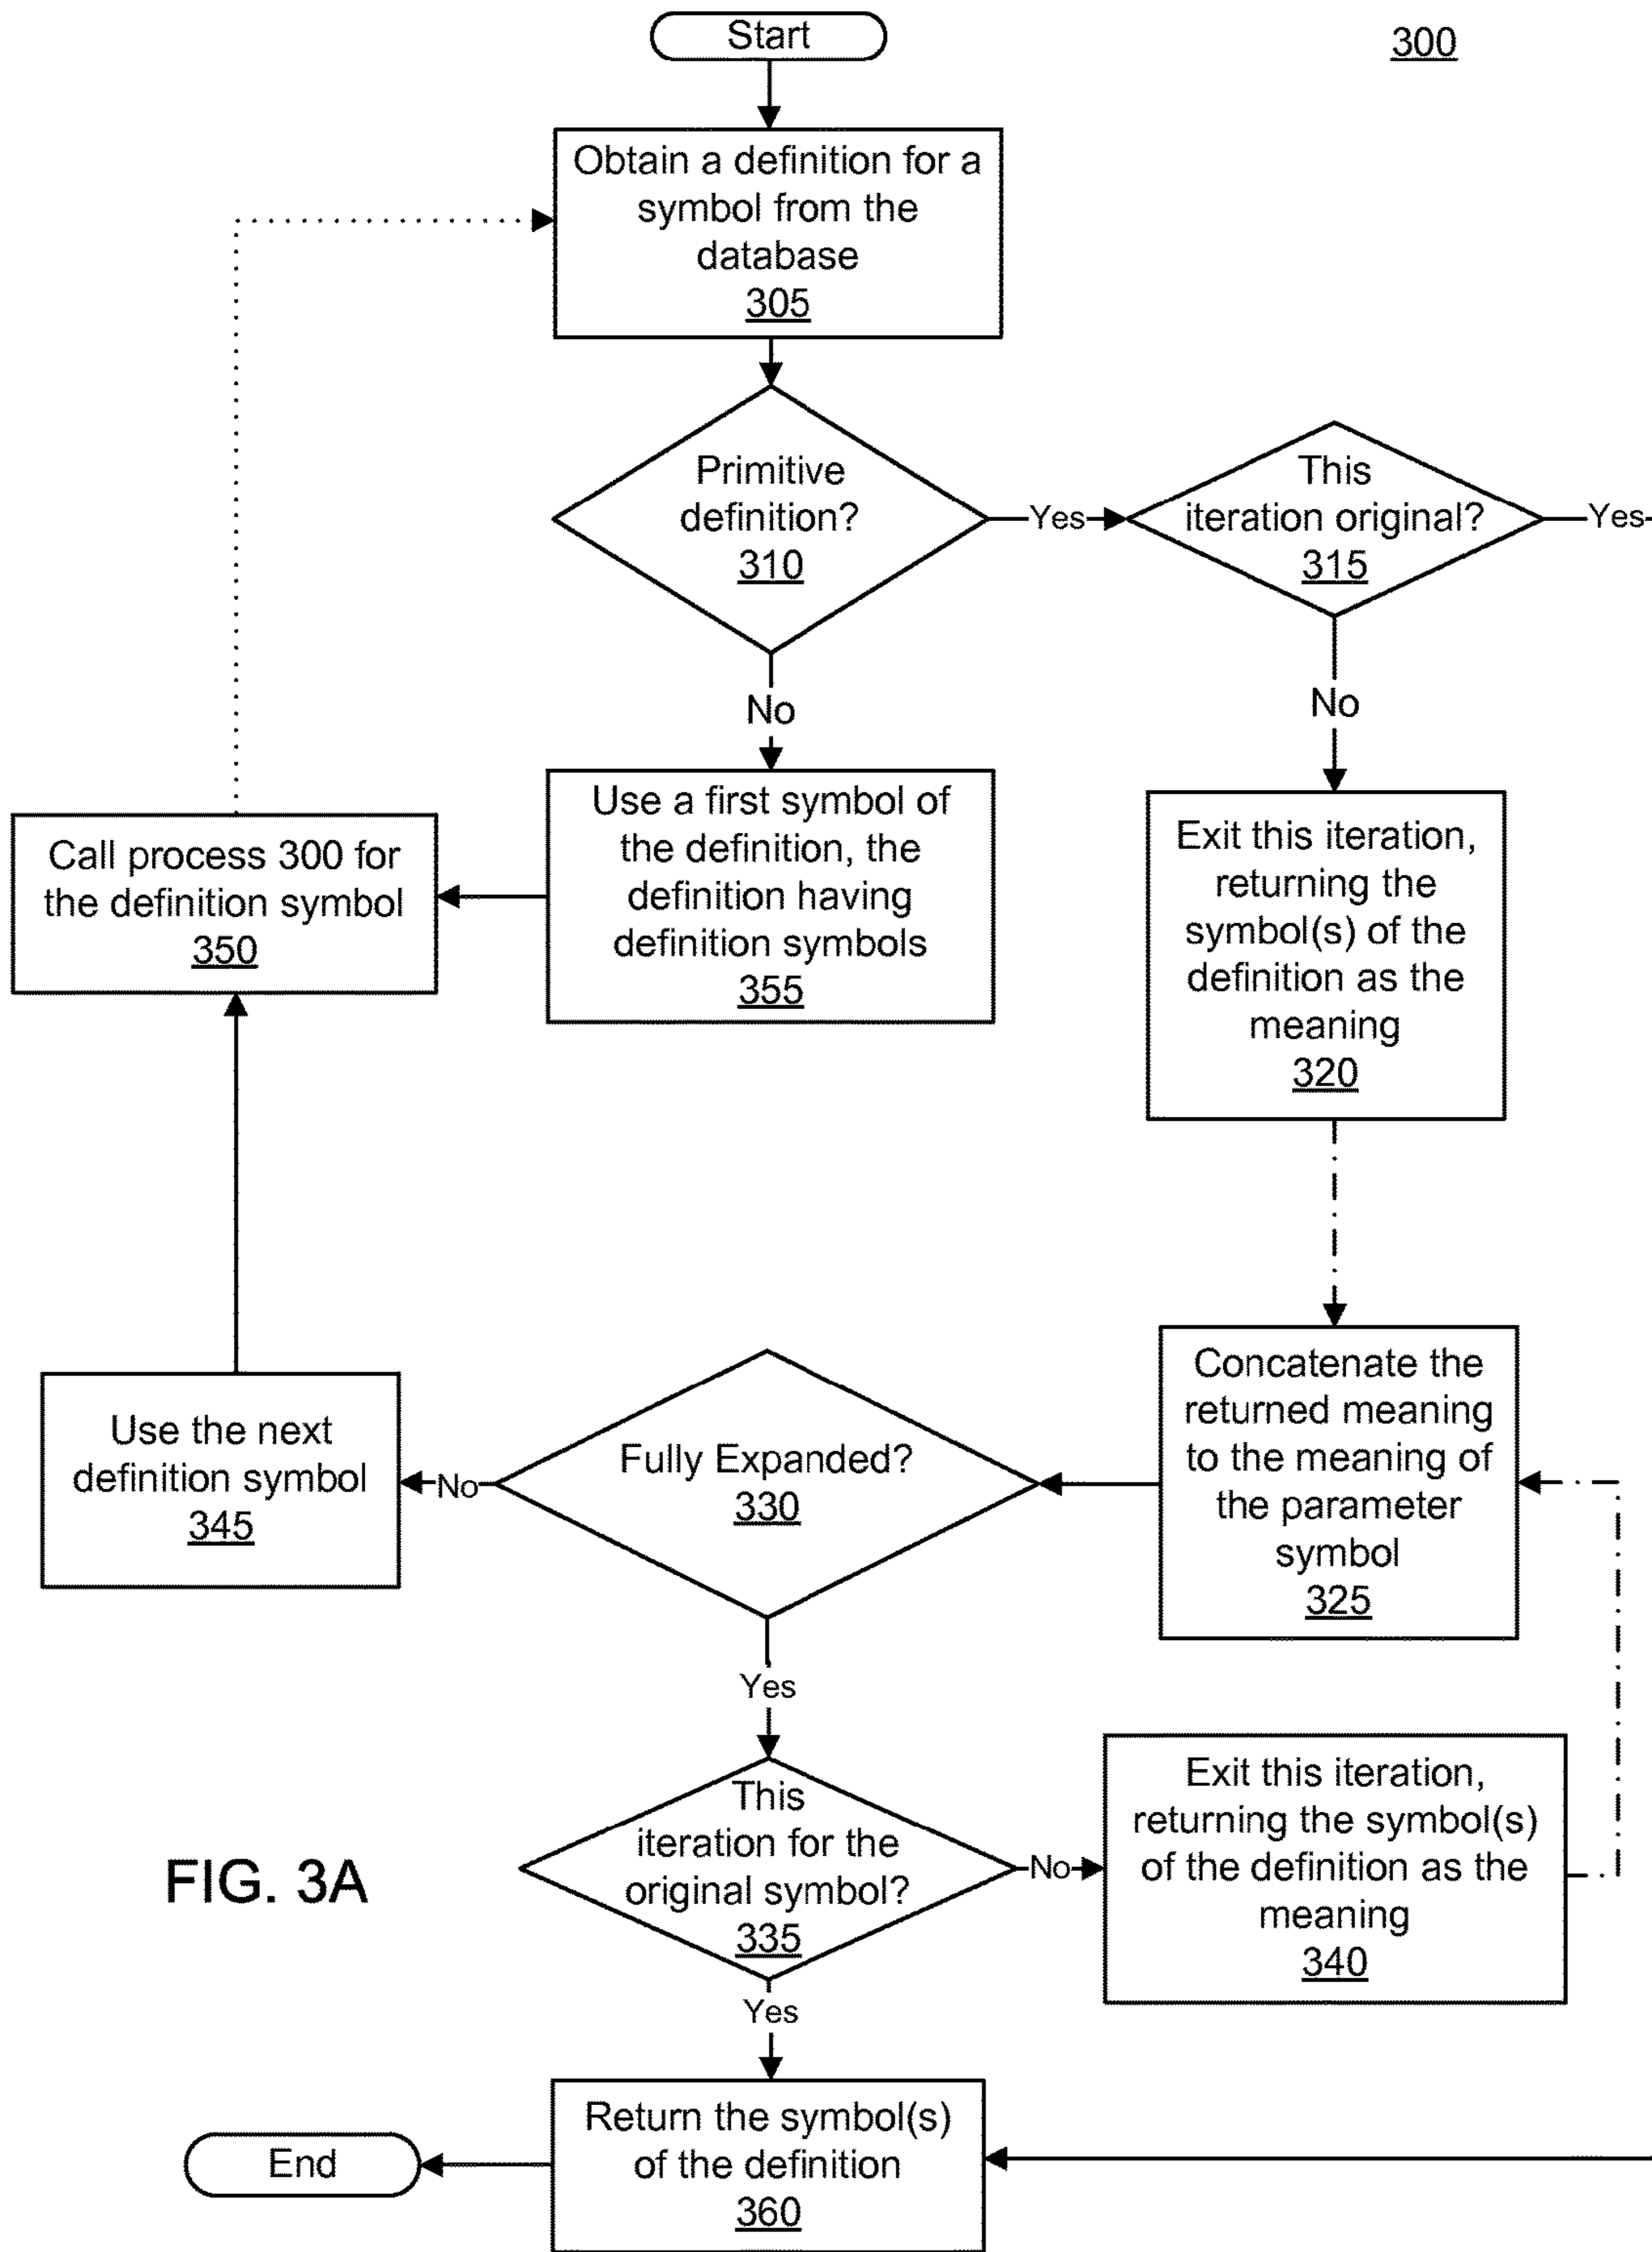 Start
300
Obtain a definition for a
symbol from the
database
305
Primitive
definition?
310
Yes
This
iteration original?
315
Yes
No
No
Use a first symbol of
the definition, the
definition having
definition symbols
355
Call process 300 for
the definition symbol
350
Exit this iteration,
returning the
symbol(s) of the
definition as the
meaning
320
Concatenate the
returned meaning
to the meaning of
the parameter
symbol
325
Fully Expanded?
330
No
Use the next
definition symbol
345
Yes
This
iteration for the
original symbol?
335
No
Exit this iteration,
returning the symbol(s)
of the definition as the
meaning
340
FIG. 3A
Yes
Return the symbol(s)
of the definition
360
End